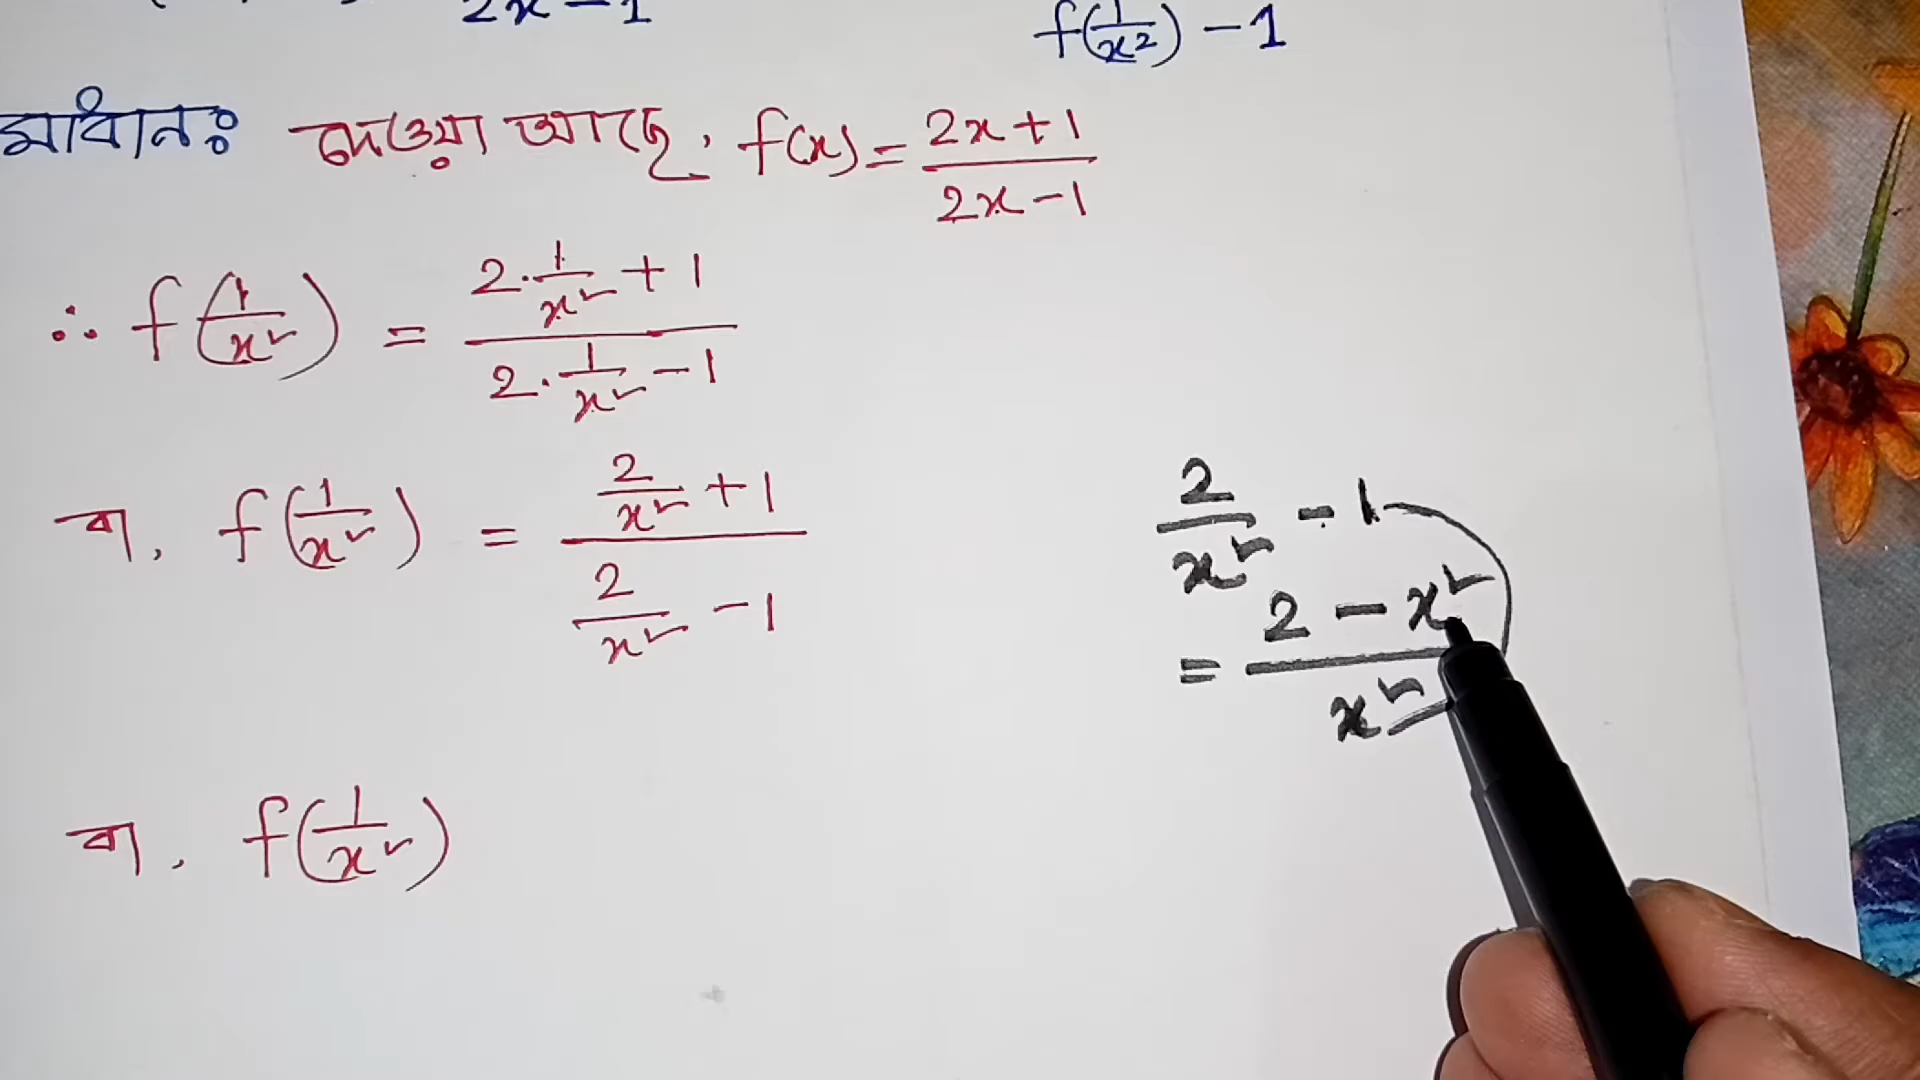 2x − 1
f(1/x²) − 1
মাধানঃ দেওয়া আছে, f(x) = (2x + 1)/(2x − 1)
∴ f(1/x²) = (2·1/x² + 1)/(2·1/x² − 1)
বা, f(1/x²) = (2/x² + 1)/(2/x² − 1)
2/x² − 1
= (2 − x²)/x²
বা, f(1/x²)